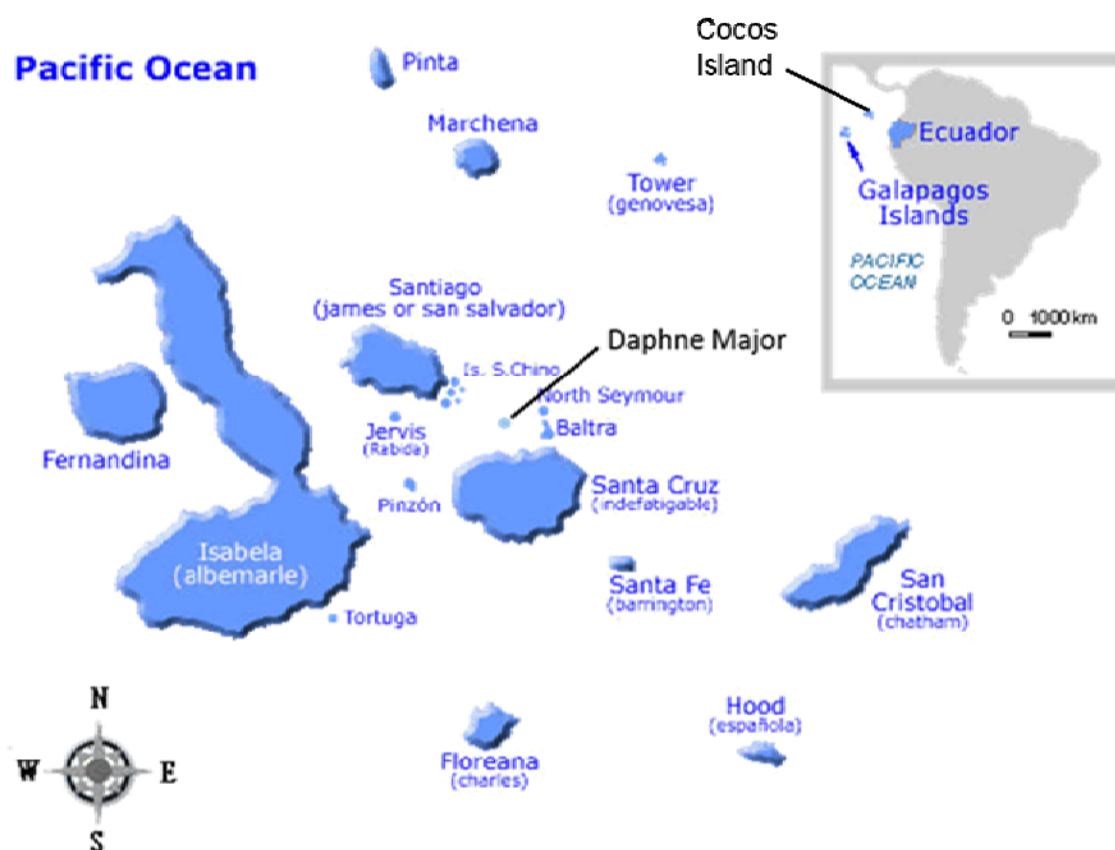 Pacific Ocean
Pinta
Marchena
Tower
(genovesa)
Cocos
Island
Ecuador
Galapagos
Islands
PACIFIC
OCEAN
0 1000km
Santiago
(james or san salvador)
Daphne Major
Is. S.Chino
North Seymour
Baltra
Jervis
(Rabida)
Fernandina
Pinzón
Santa Cruz
(indefatigable)
Isabela
(albemarle)
Tortuga
Santa Fe
(barrington)
San
Cristobal
(chatham)
Hood
(española)
Floreana
(charles)
N
W
E
S